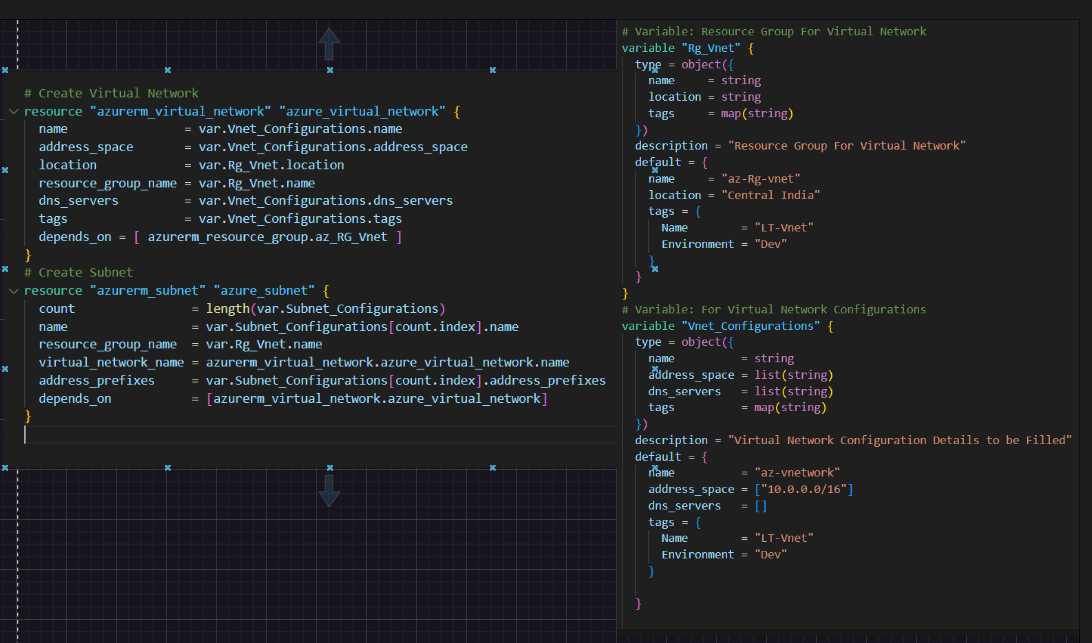 # Create Virtual Network
resource "azurerm_virtual_network" "azure_virtual_network" {
  name                = var.Vnet_Configurations.name
  address_space       = var.Vnet_Configurations.address_space
  location            = var.Rg_Vnet.location
  resource_group_name = var.Rg_Vnet.name
  dns_servers         = var.Vnet_Configurations.dns_servers
  tags                = var.Vnet_Configurations.tags
  depends_on = [ azurerm_resource_group.az_RG_Vnet ]
}
# Create Subnet
resource "azurerm_subnet" "azure_subnet" {
  count                = length(var.Subnet_Configurations)
  name                 = var.Subnet_Configurations[count.index].name
  resource_group_name  = var.Rg_Vnet.name
  virtual_network_name = azurerm_virtual_network.azure_virtual_network.name
  address_prefixes     = var.Subnet_Configurations[count.index].address_prefixes
  depends_on           = [azurerm_virtual_network.azure_virtual_network]
}
# Variable: Resource Group For Virtual Network
variable "Rg_Vnet" {
  type = object({
    name     = string
    location = string
    tags     = map(string)
  })
  description = "Resource Group For Virtual Network"
  default = {
    name     = "az-Rg-vnet"
    location = "Central India"
    tags = {
      Name        = "LT-Vnet"
      Environment = "Dev"
    }
  }
}
# Variable: For Virtual Network Configurations
variable "Vnet_Configurations" {
  type = object({
    name          = string
    address_space = list(string)
    dns_servers   = list(string)
    tags          = map(string)
  })
  description = "Virtual Network Configuration Details to be Filled"
  default = {
    name          = "az-vnetwork"
    address_space = ["10.0.0.0/16"]
    dns_servers   = []
    tags = {
      Name        = "LT-Vnet"
      Environment = "Dev"
    }
  }